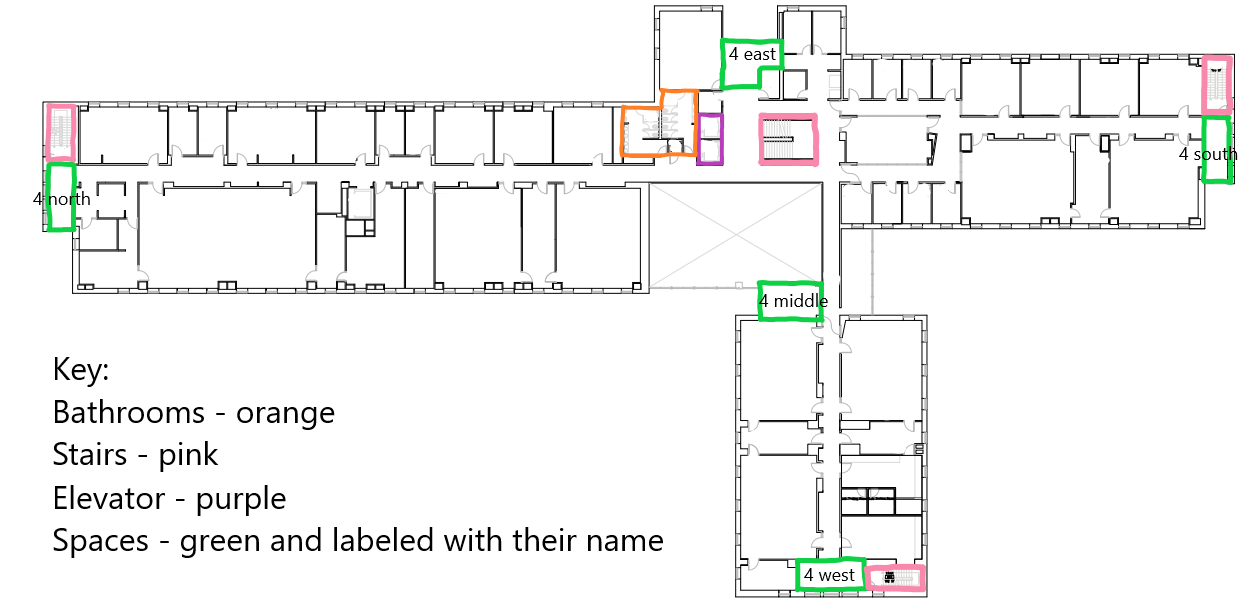 4 east
4 south
4 north
4 middle
Key:
Bathrooms - orange
Stairs - pink
Elevator - purple
Spaces - green and labeled with their name
4 west